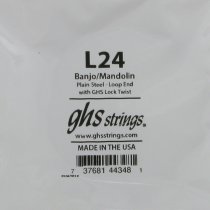 L24
Banjo/Mandolin
Plain Steel - Loop End
with GHS Lock Twist
ghs strings™
www.ghsstrings.com
MADE IN THE USA
7 37681 44348 1